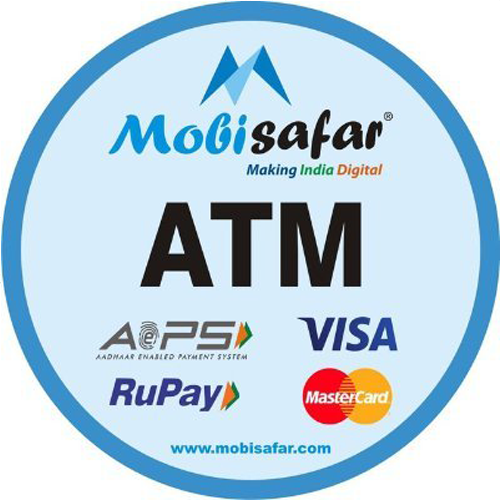 Mobisafar®
Making India Digital
ATM
AePS
AADHAAR ENABLED PAYMENT SYSTEM
VISA
RuPay
MasterCard
www.mobisafar.com